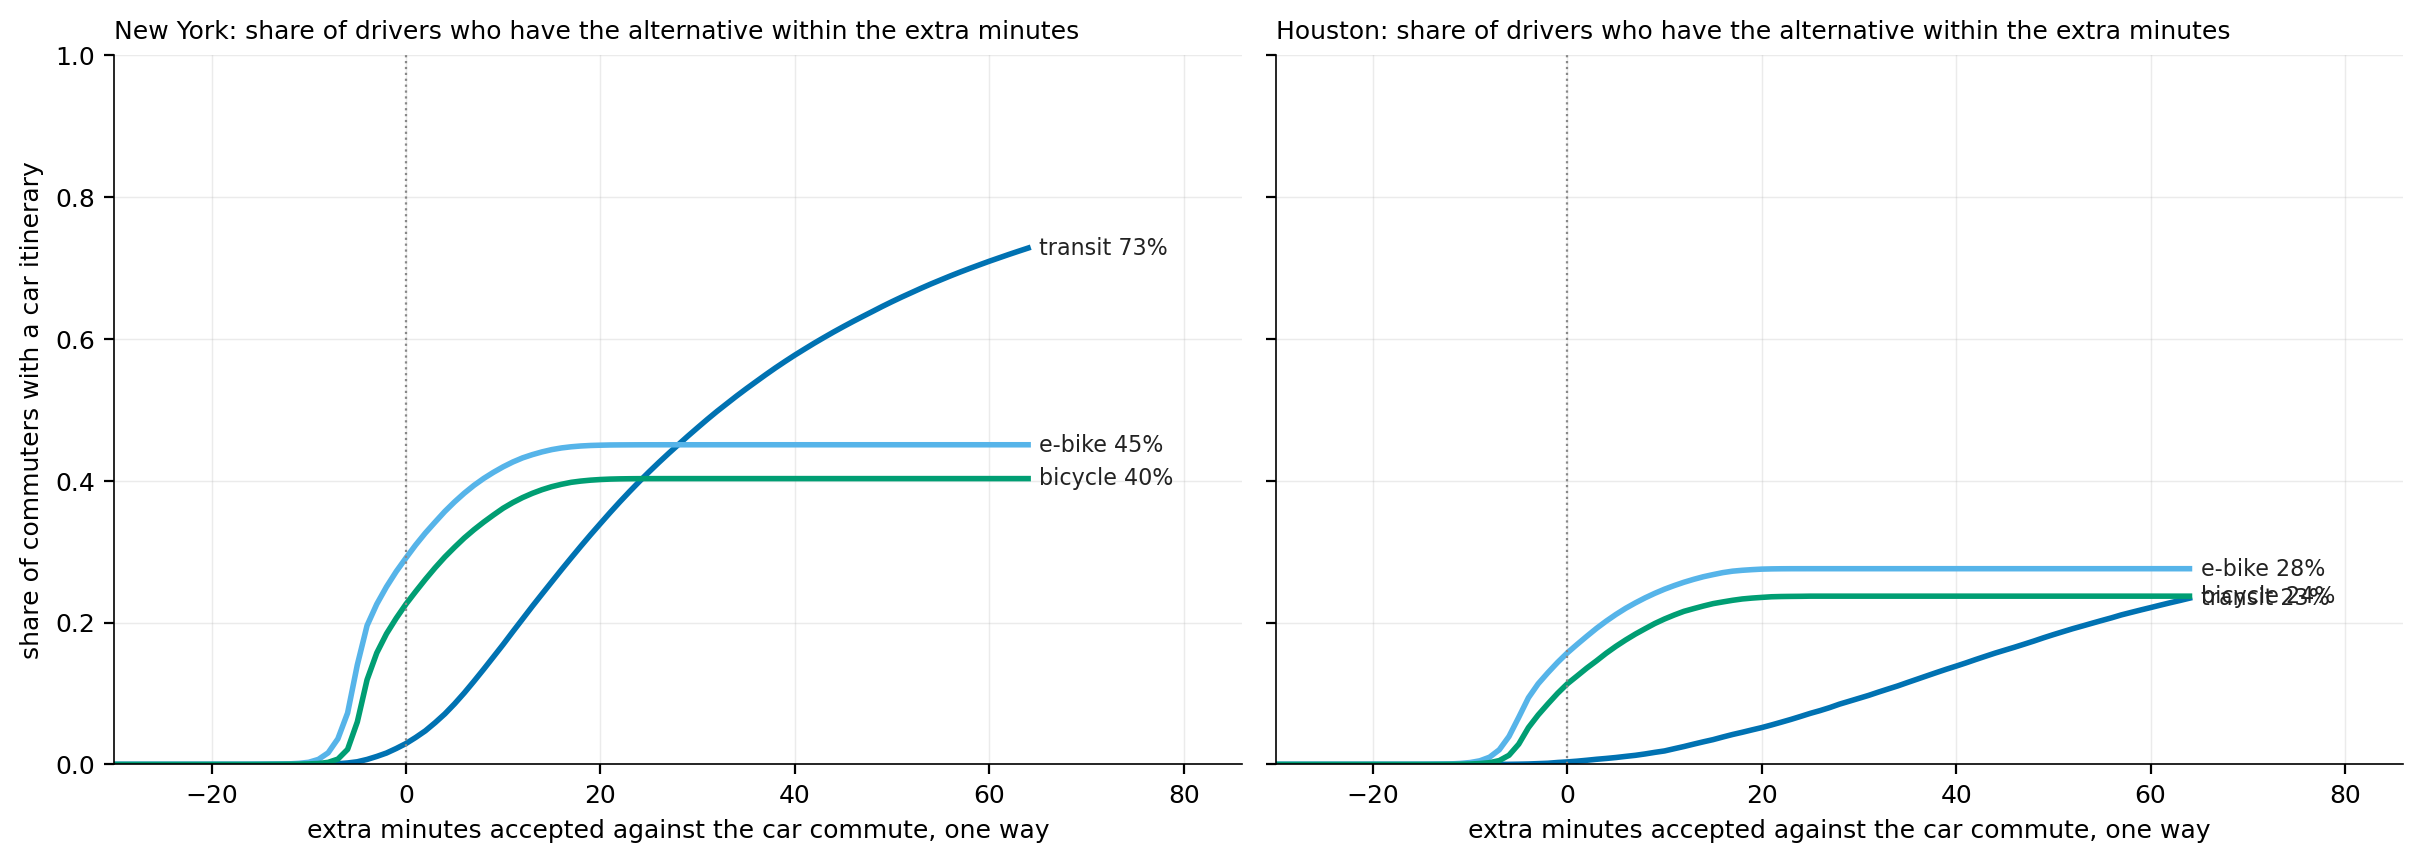 New York: share of drivers who have the alternative within the extra minutes
share of commuters with a car itinerary
1.0
0.8
0.6
0.4
0.2
0.0
transit 73%
e-bike 45%
bicycle 40%
−20
0
20
40
60
80
extra minutes accepted against the car commute, one way
Houston: share of drivers who have the alternative within the extra minutes
e-bike 28%
bicycle 24%
transit 23%
−20
0
20
40
60
80
extra minutes accepted against the car commute, one way